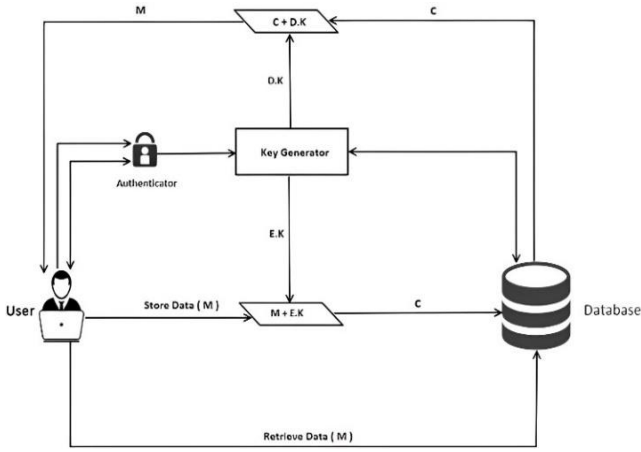 M
C + D.K
C
D.K
Key Generator
Authenticator
E.K
User
Store Data ( M )
M + E.K
C
Database
Retrieve Data ( M )